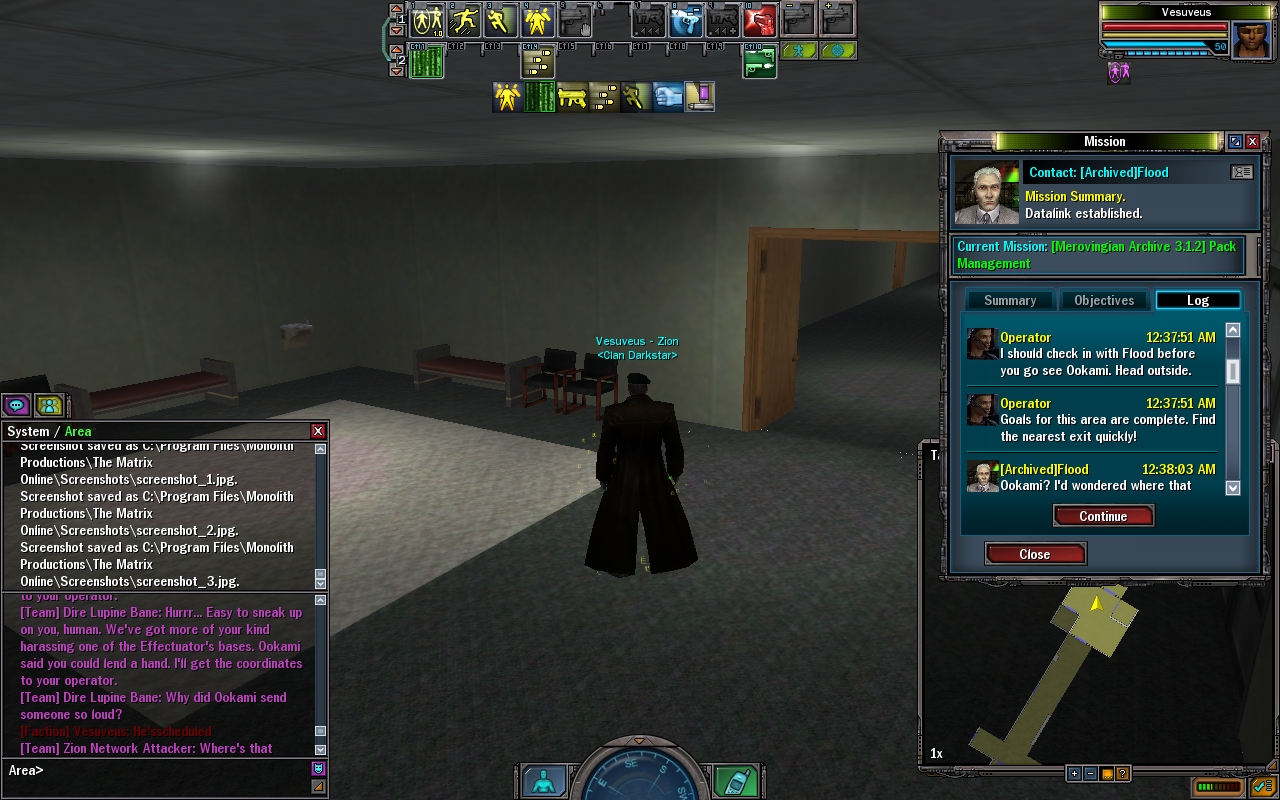 Vesuveus
50
Mission
Contact: [Archived]Flood
Mission Summary.
Datalink established.
Current Mission: [Merovingian Archive 3.1.2] Pack
Management
Summary
Objectives
Log
Operator
12:37:51 AM
I should check in with Flood before
you go see Ookami. Head outside.
Operator
12:37:51 AM
Goals for this area are complete. Find
the nearest exit quickly!
[Archived]Flood
12:38:03 AM
Ookami? I'd wondered where that
Continue
Close
Vesuveus - Zion
<Clan Darkstar>
System / Area
Screenshot saved as C:\Program Files\Monolith
Productions\The Matrix
Online\Screenshots\screenshot_1.jpg.
Screenshot saved as C:\Program Files\Monolith
Productions\The Matrix
Online\Screenshots\screenshot_2.jpg.
Screenshot saved as C:\Program Files\Monolith
Productions\The Matrix
Online\Screenshots\screenshot_3.jpg.
to your operator.
[Team] Dire Lupine Bane: Hurrr... Easy to sneak up
on you, human. We've got more of your kind
harassing one of the Effectuator's bases. Ookami
said you could lend a hand. I'll get the coordinates
to your operator.
[Team] Dire Lupine Bane: Why did Ookami send
someone so loud?
[Faction] Vesuveus: He'sscheduled
[Team] Zion Network Attacker: Where's that
Area>
E
SE
S
SW
1x